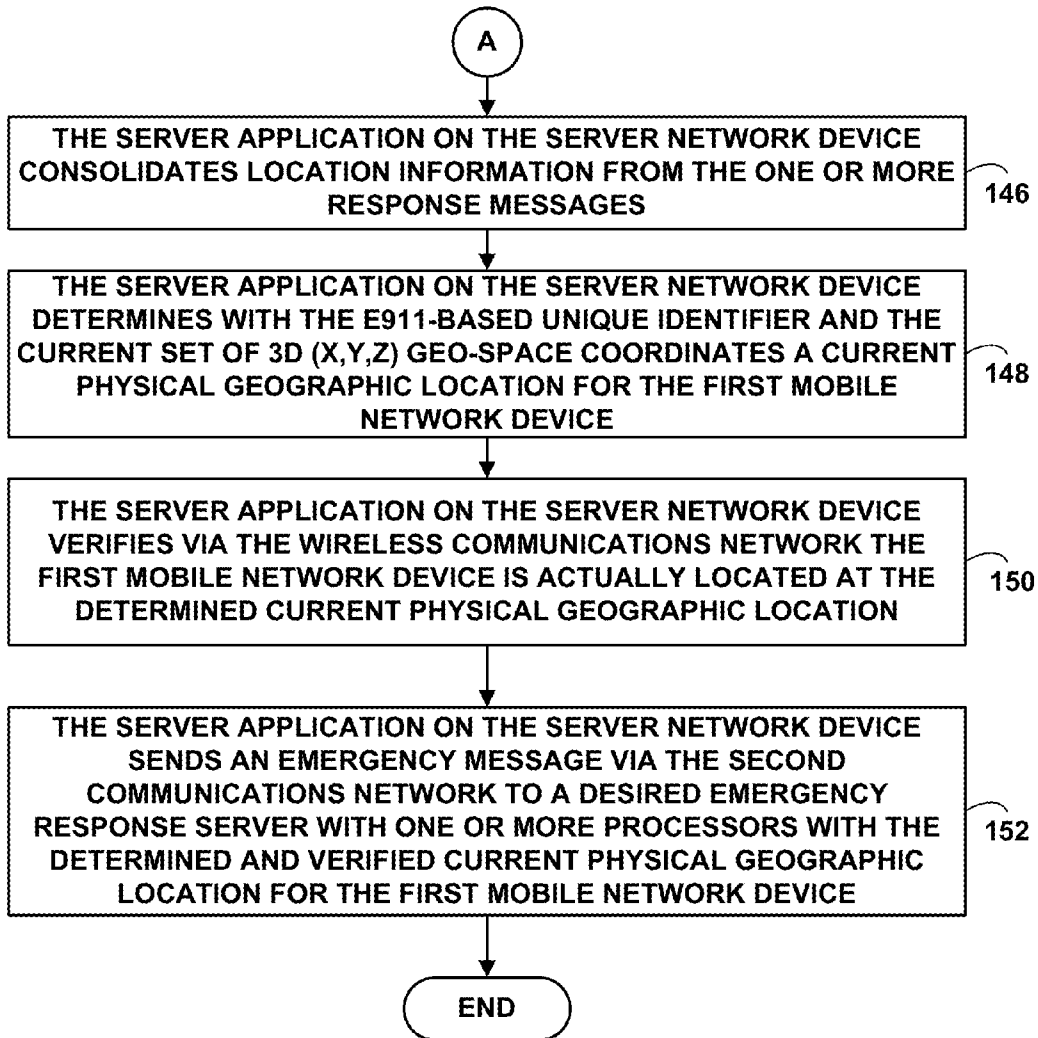 A
THE SERVER APPLICATION ON THE SERVER NETWORK DEVICE
CONSOLIDATES LOCATION INFORMATION FROM THE ONE OR MORE
RESPONSE MESSAGES
146
THE SERVER APPLICATION ON THE SERVER NETWORK DEVICE
DETERMINES WITH THE E911-BASED UNIQUE IDENTIFIER AND THE
CURRENT SET OF 3D (X,Y,Z) GEO-SPACE COORDINATES A CURRENT
PHYSICAL GEOGRAPHIC LOCATION FOR THE FIRST MOBILE
NETWORK DEVICE
148
THE SERVER APPLICATION ON THE SERVER NETWORK DEVICE
VERIFIES VIA THE WIRELESS COMMUNICATIONS NETWORK THE
FIRST MOBILE NETWORK DEVICE IS ACTUALLY LOCATED AT THE
DETERMINED CURRENT PHYSICAL GEOGRAPHIC LOCATION
150
THE SERVER APPLICATION ON THE SERVER NETWORK DEVICE
SENDS AN EMERGENCY MESSAGE VIA THE SECOND
COMMUNICATIONS NETWORK TO A DESIRED EMERGENCY
RESPONSE SERVER WITH ONE OR MORE PROCESSORS WITH THE
DETERMINED AND VERIFIED CURRENT PHYSICAL GEOGRAPHIC
LOCATION FOR THE FIRST MOBILE NETWORK DEVICE
152
END